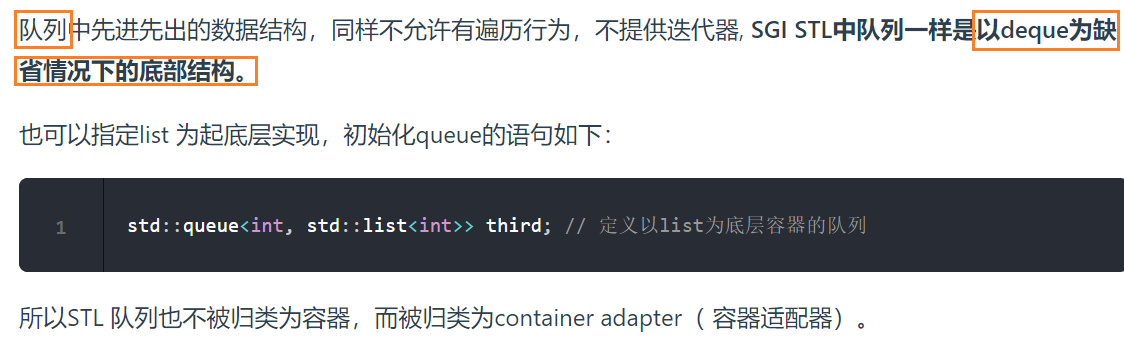 队列中先进先出的数据结构，同样不允许有遍历行为，不提供迭代器, SGI STL中队列一样是以deque为缺
省情况下的底部结构。
也可以指定list 为起底层实现，初始化queue的语句如下：
1 std::queue<int, std::list<int>> third; // 定义以list为底层容器的队列
所以STL 队列也不被归类为容器，而被归类为container adapter（ 容器适配器）。